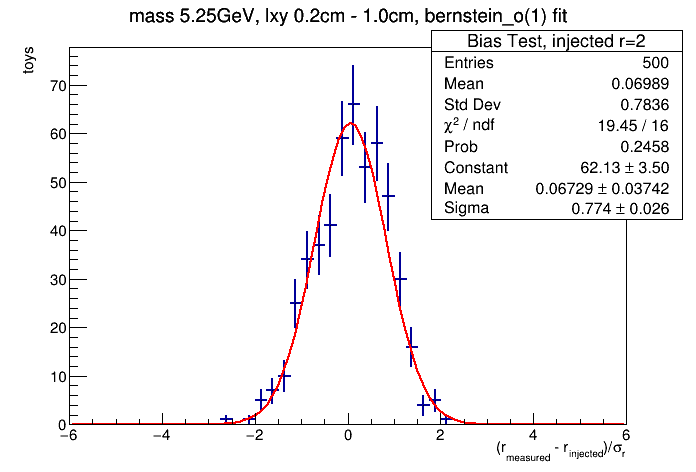 mass 5.25GeV, lxy 0.2cm - 1.0cm, bernstein_o(1) fit
Bias Test, injected r=2
Entries 500
Mean 0.06989
Std Dev 0.7836
χ² / ndf 19.45 / 16
Prob 0.2458
Constant 62.13 ± 3.50
Mean 0.06729 ± 0.03742
Sigma 0.774 ± 0.026
toys
70
60
50
40
30
20
10
0
−6 −4 −2 0 2 4 6
(r_measured - r_injected)/σ_r